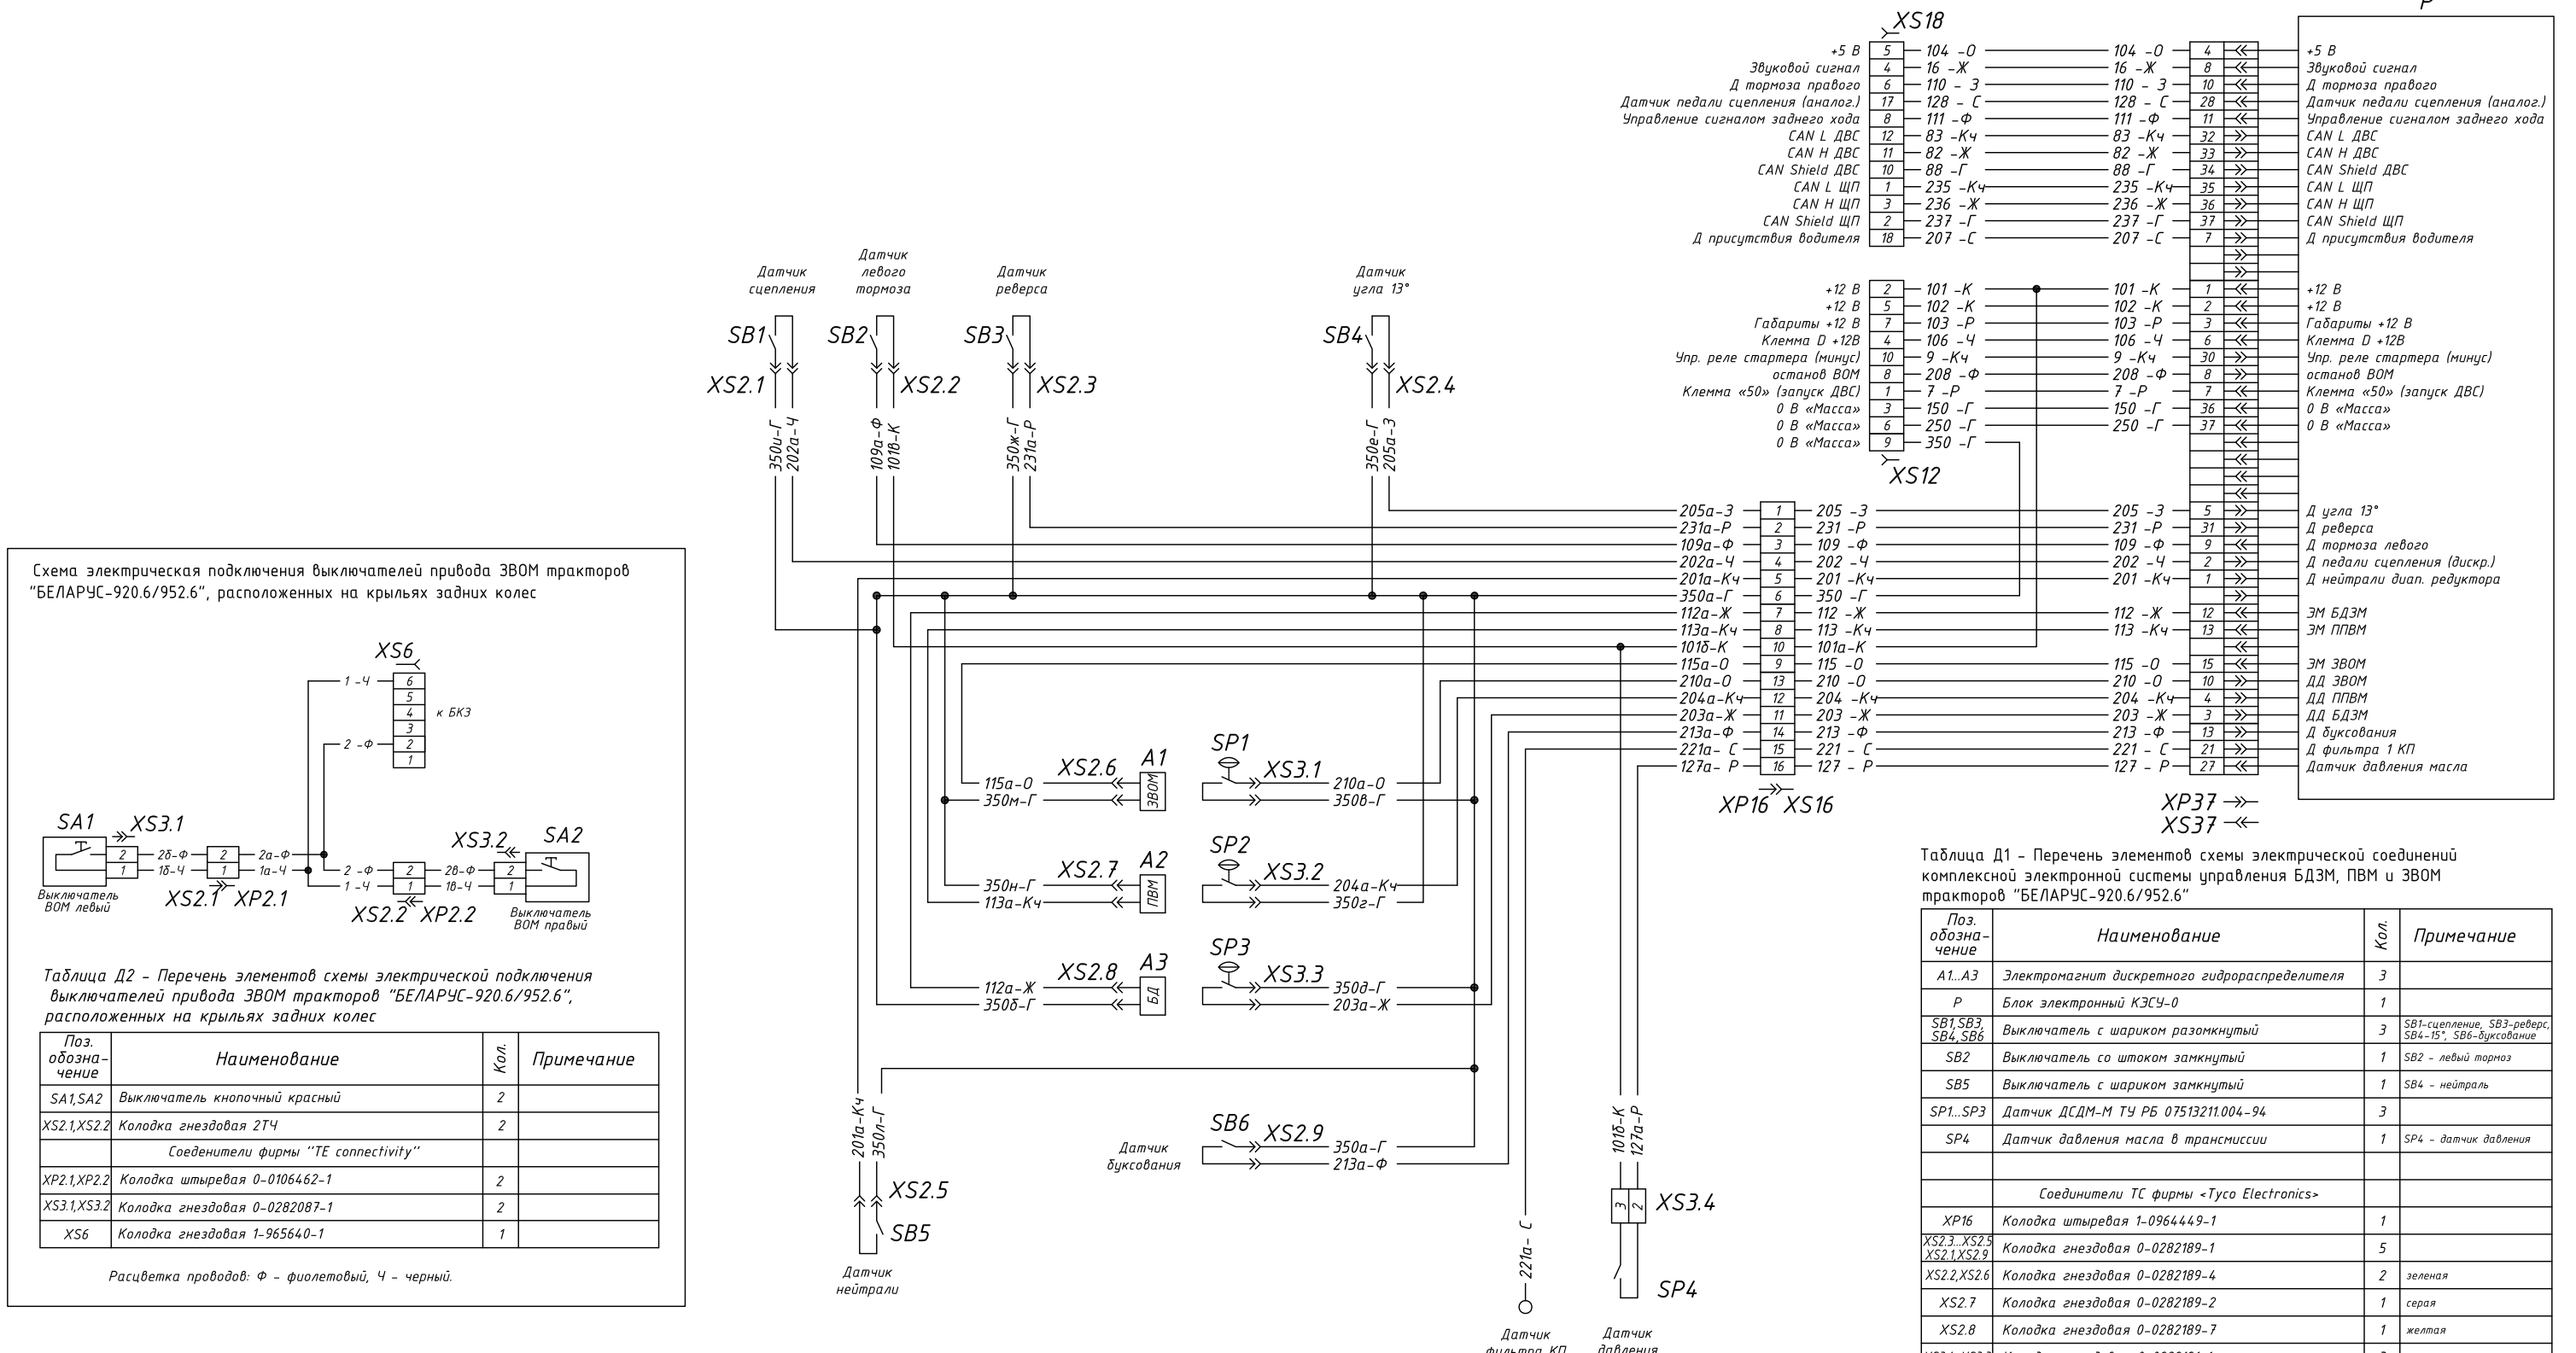 XS18
+5 В 5 104 -О 104 -О 4 +5 В
Звуковой сигнал 4 16 -Ж 16 -Ж 8 Звуковой сигнал
Д тормоза правого 6 110 - З 110 - З 10 Д тормоза правого
Датчик педали сцепления (аналог.) 17 128 - С 128 - С 28 Датчик педали сцепления (аналог.)
Управление сигналом заднего хода 8 111 -Ф 111 -Ф 11 Управление сигналом заднего хода
CAN L ДВС 12 83 -Кч 83 -Кч 32 CAN L ДВС
CAN H ДВС 11 82 -Ж 82 -Ж 33 CAN H ДВС
CAN Shield ДВС 10 88 -Г 88 -Г 34 CAN Shield ДВС
CAN L ЩП 1 235 -Кч 235 -Кч 35 CAN L ЩП
CAN H ЩП 3 236 -Ж 236 -Ж 36 CAN H ЩП
CAN Shield ЩП 2 237 -Г 237 -Г 37 CAN Shield ЩП
Д присутствия водителя 18 207 -С 207 -С 7 Д присутствия водителя
+12 В 2 101 -К 101 -К 1 +12 В
+12 В 5 102 -К 102 -К 2 +12 В
Габариты +12 В 7 103 -Р 103 -Р 3 Габариты +12 В
Клемма D +12В 4 106 -Ч 106 -Ч 6 Клемма D +12В
Упр. реле стартера (минус) 10 9 -Кч 9 -Кч 30 Упр. реле стартера (минус)
останов ВОМ 8 208 -Ф 208 -Ф 8 останов ВОМ
Клемма «50» (запуск ДВС) 1 7 -Р 7 -Р 7 Клемма «50» (запуск ДВС)
0 В «Масса» 3 150 -Г 150 -Г 36 0 В «Масса»
0 В «Масса» 6 250 -Г 250 -Г 37 0 В «Масса»
0 В «Масса» 9 350 -Г
XS12
Датчик
сцепления
SB1
XS2.1
350и-Г
202а-Ч
Датчик
левого
тормоза
SB2
XS2.2
109а-Ф
101в-К
Датчик
реверса
SB3
XS2.3
350ж-Г
231а-Р
Датчик
угла 13°
SB4
XS2.4
350е-Г
205а-З
205а-З 1 205 -З 205 -З 5 Д угла 13°
231а-Р 2 231 -Р 231 -Р 31 Д реверса
109а-Ф 3 109 -Ф 109 -Ф 9 Д тормоза левого
202а-Ч 4 202 -Ч 202 -Ч 2 Д педали сцепления (дискр.)
201а-Кч 5 201 -Кч 201 -Кч 1 Д нейтрали диап. редуктора
350а-Г 6 350 -Г
112а-Ж 7 112 -Ж 112 -Ж 12 ЭМ БДЗМ
113а-Кч 8 113 -Кч 113 -Кч 13 ЭМ ППВМ
101б-К 10 101а-К
115а-О 9 115 -О 115 -О 15 ЭМ ЗВОМ
210а-О 13 210 -О 210 -О 10 ДД ЗВОМ
204а-Кч 12 204 -Кч 204 -Кч 4 ДД ППВМ
203а-Ж 11 203 -Ж 203 -Ж 3 ДД БДЗМ
213а-Ф 14 213 -Ф 213 -Ф 13 Д буксования
221а- С 15 221 - С 221 - С 21 Д фильтра 1 КП
127а- Р 16 127 - Р 127 - Р 27 Датчик давления масла
XP16 XS16
XP37
XS37
XS2.6 А1
115а-О
350м-Г
ЗВОМ
SP1 XS3.1
210а-О
350в-Г
XS2.7 А2
350н-Г
113а-Кч
ПВМ
SP2 XS3.2
204а-Кч
350г-Г
XS2.8 А3
112а-Ж
350б-Г
БД
SP3 XS3.3
350д-Г
203а-Ж
Датчик
буксования
SB6 XS2.9
350а-Г
213а-Ф
201а-Кч
350л-Г
XS2.5
SB5
Датчик
нейтрали
221а- С
Датчик
фильтра КП
101б-К
127а-Р
3 2
XS3.4
SP4
Датчик
давления
Схема электрическая подключения выключателей привода ЗВОМ тракторов
"БЕЛАРУС-920.6/952.6", расположенных на крыльях задних колес
XS6
1 -Ч 6
5
4 к БКЗ
3
2 -Ф 2
1
SA1 XS3.1
2 2б-Ф 2 2а-Ф
1 1б-Ч 1 1а-Ч
Выключатель
ВОМ левый
XS2.1 XP2.1
XS3.2 SA2
2 -Ф 2 2в-Ф 2
1 -Ч 1 1в-Ч 1
XS2.2 XP2.2
Выключатель
ВОМ правый
Таблица Д2 - Перечень элементов схемы электрической подключения
выключателей привода ЗВОМ тракторов "БЕЛАРУС-920.6/952.6",
расположенных на крыльях задних колес
Поз.
обозна-
чение
Наименование Кол. Примечание
SA1,SA2 Выключатель кнопочный красный 2
XS2.1,XS2.2 Колодка гнездовая 2ТЧ 2
Соеденители фирмы "TE connectivity"
XP2.1,XP2.2 Колодка штыревая 0-0106462-1 2
XS3.1,XS3.2 Колодка гнездовая 0-0282087-1 2
XS6 Колодка гнездовая 1-965640-1 1
Расцветка проводов: Ф - фиолетовый, Ч - черный.
Таблица Д1 - Перечень элементов схемы электрической соединений
комплексной электронной системы управления БДЗМ, ПВМ и ЗВОМ
тракторов "БЕЛАРУС-920.6/952.6"
Поз.
обозна-
чение
Наименование Кол. Примечание
А1...А3 Электромагнит дискретного гидрораспределителя 3
Р Блок электронный КЭСУ-0 1
SB1,SB3,
SB4,SB6
Выключатель с шариком разомкнутый 3
SB1-сцепление, SB3-реверс,
SB4-15°, SB6-буксование
SB2 Выключатель со штоком замкнутый 1 SB2 - левый тормоз
SB5 Выключатель с шариком замкнутый 1 SB4 - нейтраль
SP1...SP3 Датчик ДСДМ-М ТУ РБ 07513211.004-94 3
SP4 Датчик давления масла в трансмиссии 1 SP4 - датчик давления
Соединители ТС фирмы <Tyco Electronics>
XP16 Колодка штыревая 1-0964449-1 1
XS2.3...XS2.5
XS2.1,XS2.9
Колодка гнездовая 0-0282189-1 5
XS2.2,XS2.6 Колодка гнездовая 0-0282189-4 2 зеленая
XS2.7 Колодка гнездовая 0-0282189-2 1 серая
XS2.8 Колодка гнездовая 0-0282189-7 1 желтая